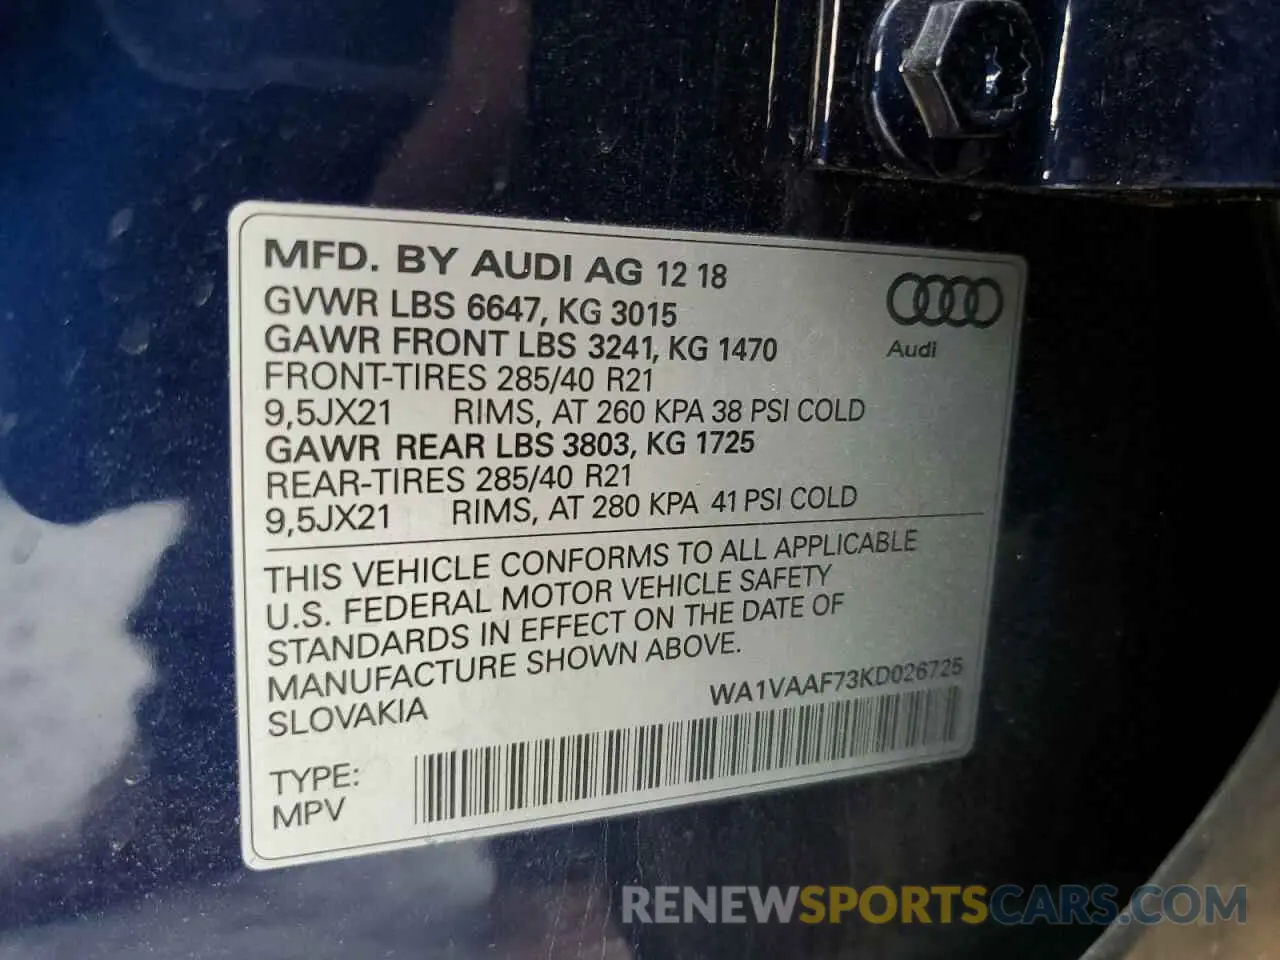 MFD. BY AUDI AG 12 18
GVWR LBS 6647, KG 3015
GAWR FRONT LBS 3241, KG 1470
FRONT-TIRES 285/40 R21
9,5JX21 RIMS, AT 260 KPA 38 PSI COLD
GAWR REAR LBS 3803, KG 1725
REAR-TIRES 285/40 R21
9,5JX21 RIMS, AT 280 KPA 41 PSI COLD
Audi
THIS VEHICLE CONFORMS TO ALL APPLICABLE
U.S. FEDERAL MOTOR VEHICLE SAFETY
STANDARDS IN EFFECT ON THE DATE OF
MANUFACTURE SHOWN ABOVE.
SLOVAKIA
WA1VAAF73KD026725
TYPE:
MPV
RENEWSPORTSCARS.COM